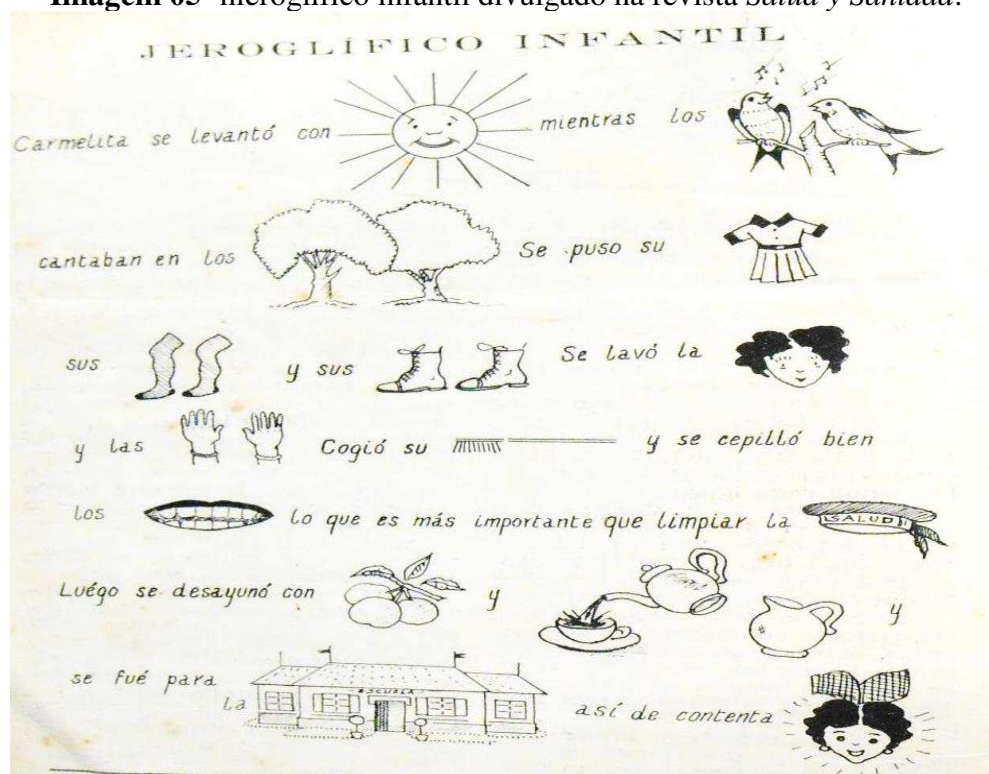 Imagem 05- infantil divulgado na revista Salud y Sanidad.
JEROGLÍFICO INFANTIL
Carmelita se levantó con mientras los
cantaban en los Se puso su
sus y sus Se lavó la
y las Cogió su y se cepilló bien
los lo que es más importante que limpiar la SALUD
Luégo se desayunó con y y
se fué para
la ESCUELA así de contenta